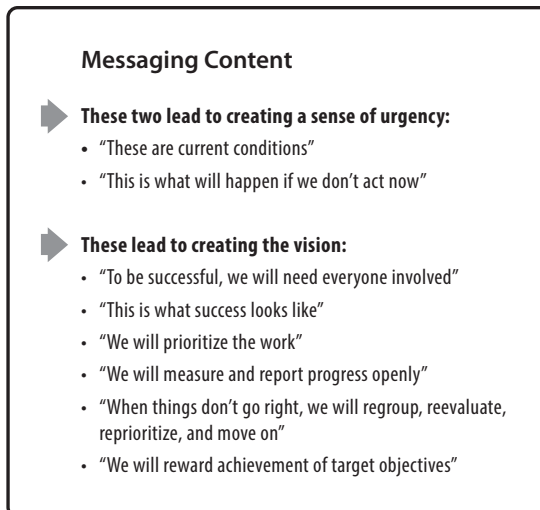 Messaging Content
These two lead to creating a sense of urgency:
• “These are current conditions”
• “This is what will happen if we don’t act now”
These lead to creating the vision:
• “To be successful, we will need everyone involved”
• “This is what success looks like”
• “We will prioritize the work”
• “We will measure and report progress openly”
• “When things don’t go right, we will regroup, reevaluate,
reprioritize, and move on”
• “We will reward achievement of target objectives”